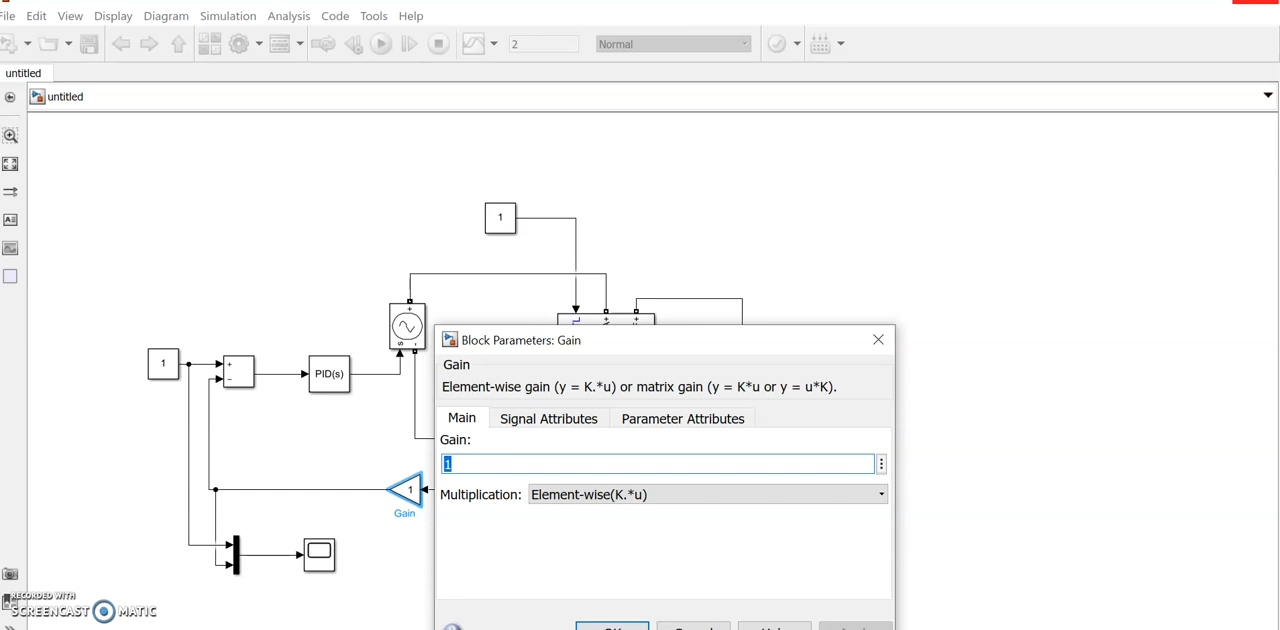 File Edit View Display Diagram Simulation Analysis Code Tools Help
2 Normal
untitled
untitled
1
+
s -
1
+
−
PID(s)
Block Parameters: Gain
Gain
Element-wise gain (y = K.*u) or matrix gain (y = K*u or y = u*K).
Main Signal Attributes Parameter Attributes
Gain:
1
Multiplication: Element-wise(K.*u)
1
Gain
RECORDED WITH
SCREENCAST MATIC